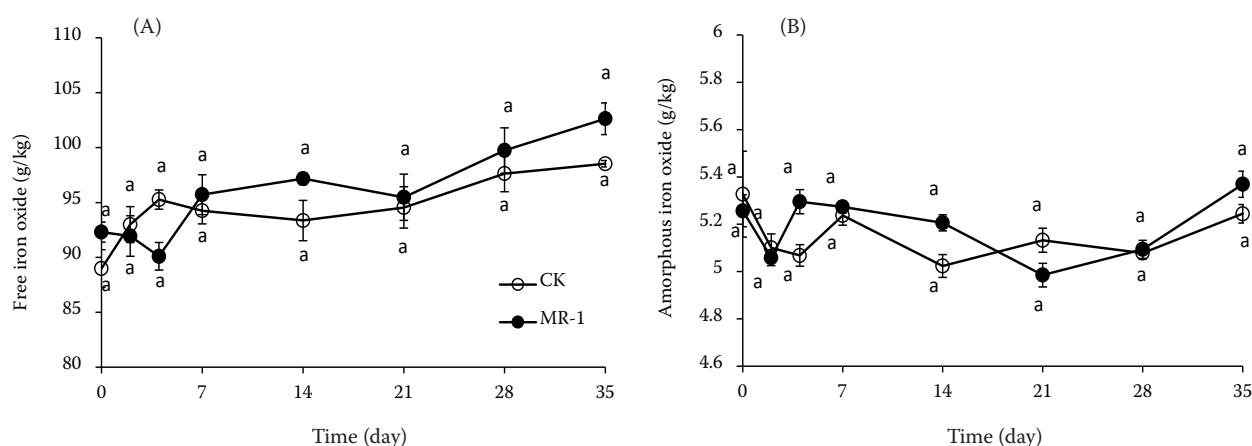 (A)
110
105
100
95
90
85
80
Free iron oxide (g/kg)
a a a a a a a a
a a a a a a a a
CK
MR-1
0 7 14 21 28 35
Time (day)
(B)
6
5.8
5.6
5.4
5.2
5
4.8
4.6
Amorphous iron oxide (g/kg)
a a a a a a a a
a a a a a a a a
0 7 14 21 28 35
Time (day)